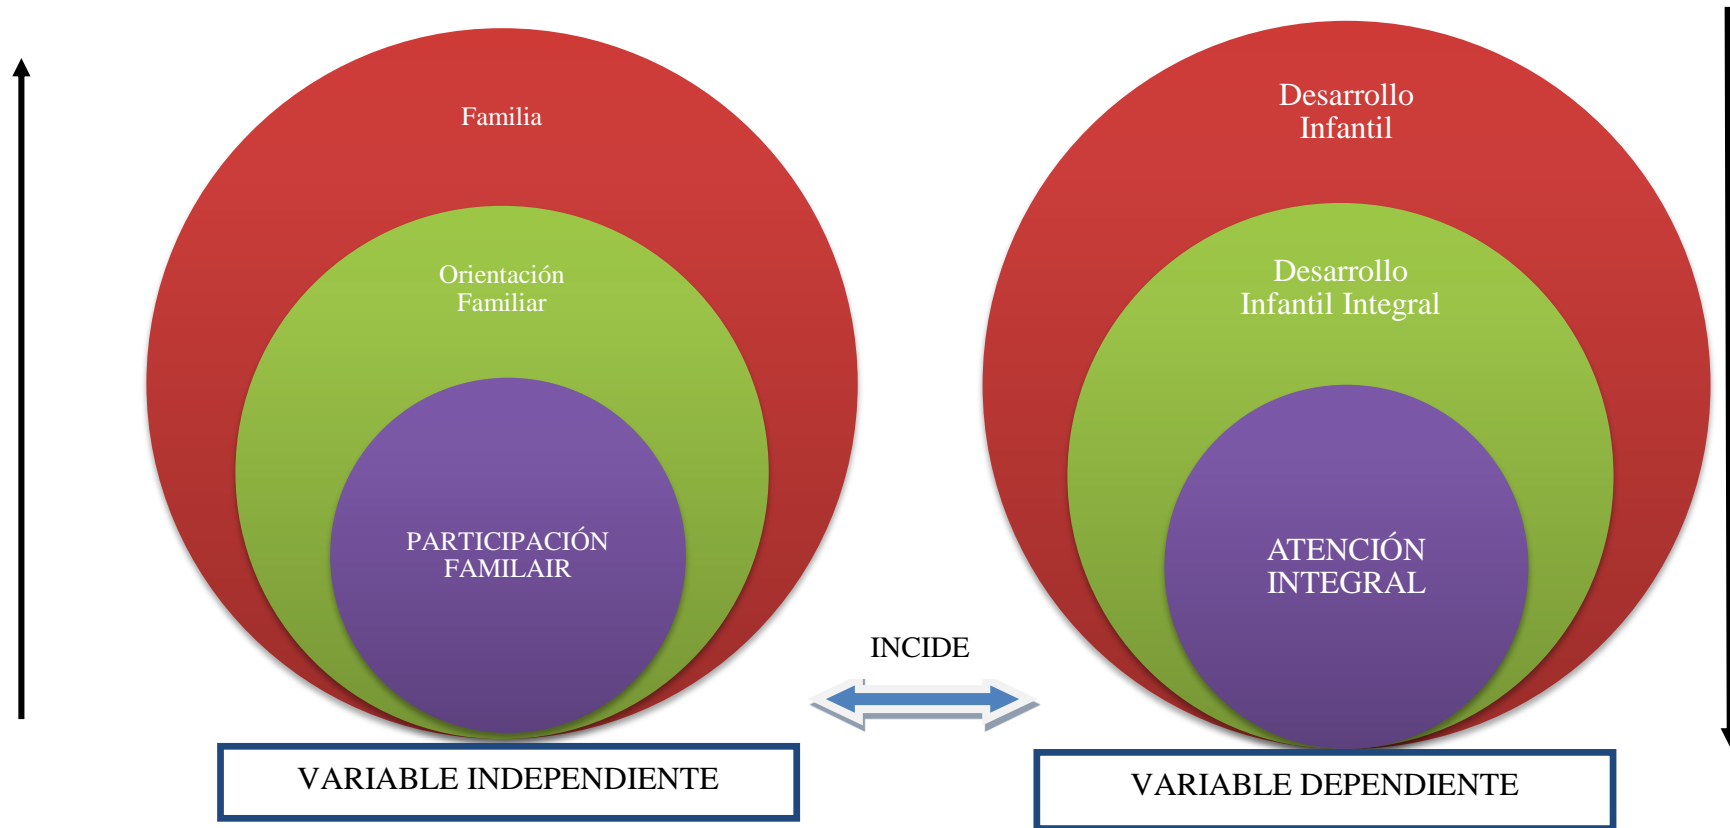 Familia
Orientación
Familiar
PARTICIPACIÓN
FAMILAIR
Desarrollo
Infantil
Desarrollo
Infantil Integral
ATENCIÓN
INTEGRAL
INCIDE
VARIABLE INDEPENDIENTE
VARIABLE DEPENDIENTE